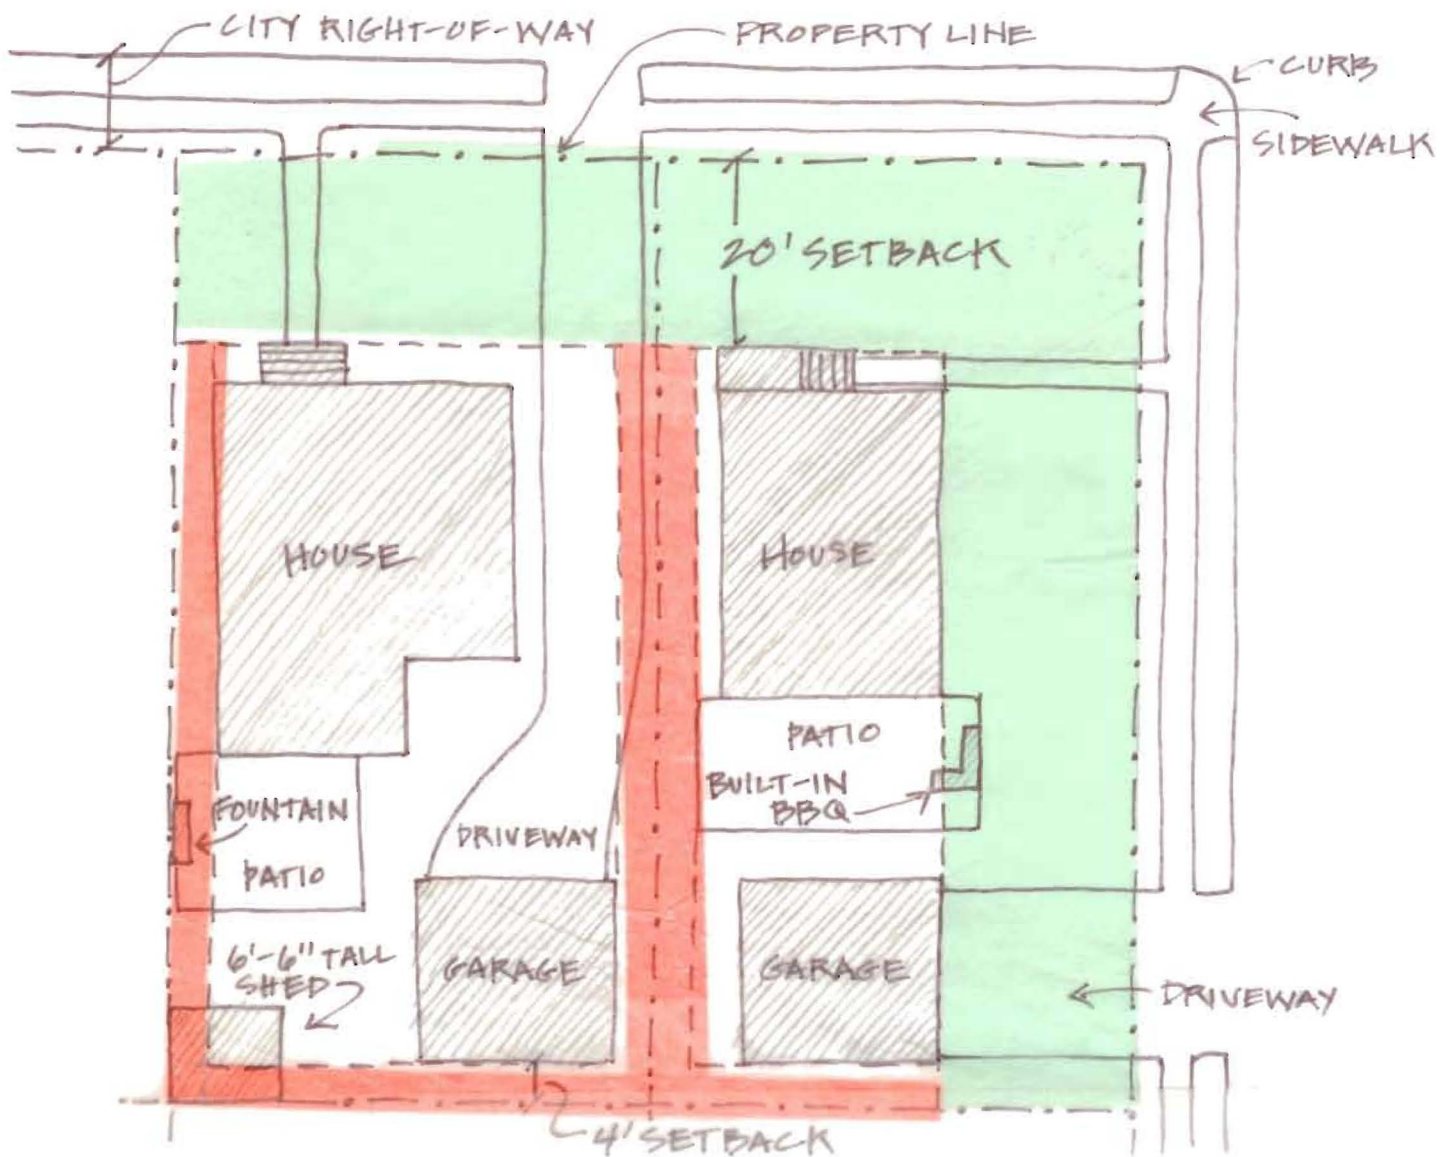 CITY RIGHT-OF-WAY
PROPERTY LINE
CURB
SIDEWALK
20' SETBACK
HOUSE
HOUSE
PATIO
BUILT-IN
BBQ
FOUNTAIN
PATIO
DRIVEWAY
6'-6" TALL
SHED
GARAGE
GARAGE
DRIVEWAY
4' SETBACK